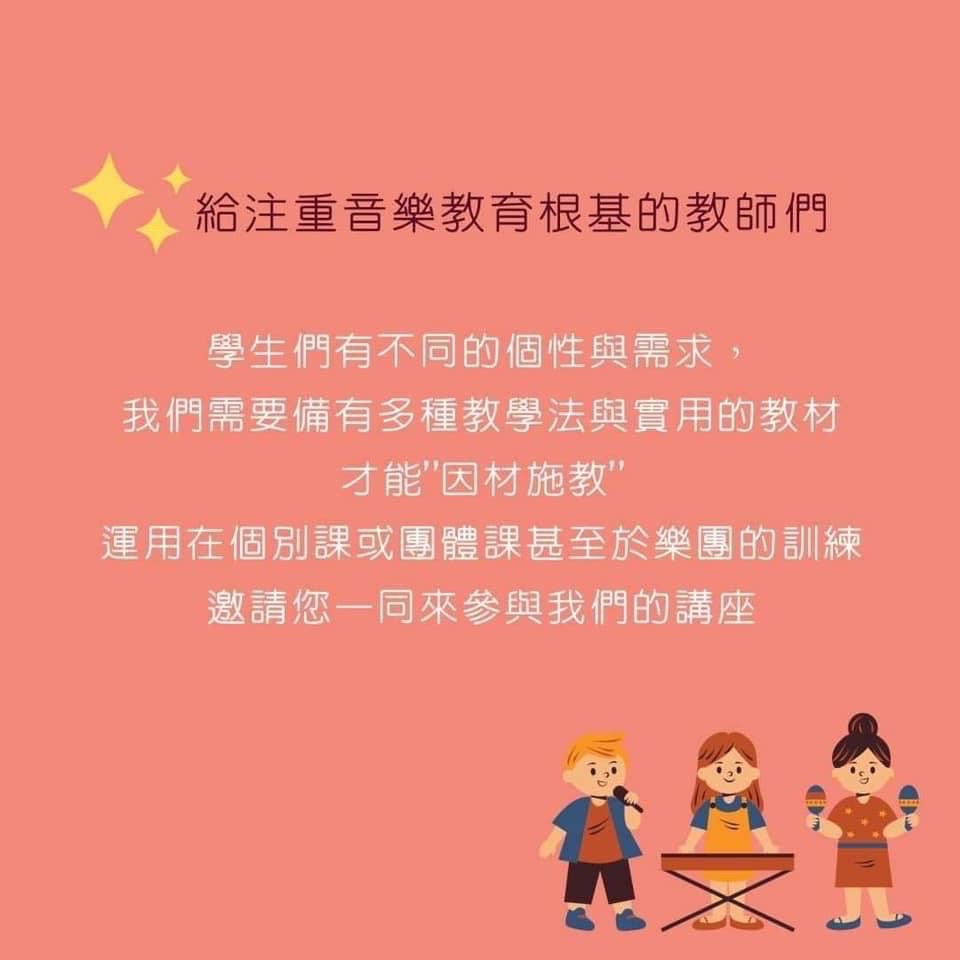 給注重音樂教育根基的教師們
學生們有不同的個性與需求，
我們需要備有多種教學法與實用的教材
才能"因材施教"
運用在個別課或團體課甚至於樂團的訓練
邀請您一同來參與我們的講座